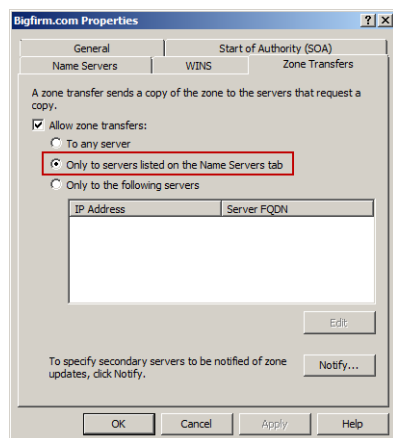 Bigfirm.com Properties
General
Start of Authority (SOA)
Name Servers
WINS
Zone Transfers
A zone transfer sends a copy of the zone to the servers that request a
copy.
Allow zone transfers:
To any server
Only to servers listed on the Name Servers tab
Only to the following servers
IP Address
Server FQDN
Edit
To specify secondary servers to be notified of zone
updates, click Notify.
Notify...
OK
Cancel
Apply
Help